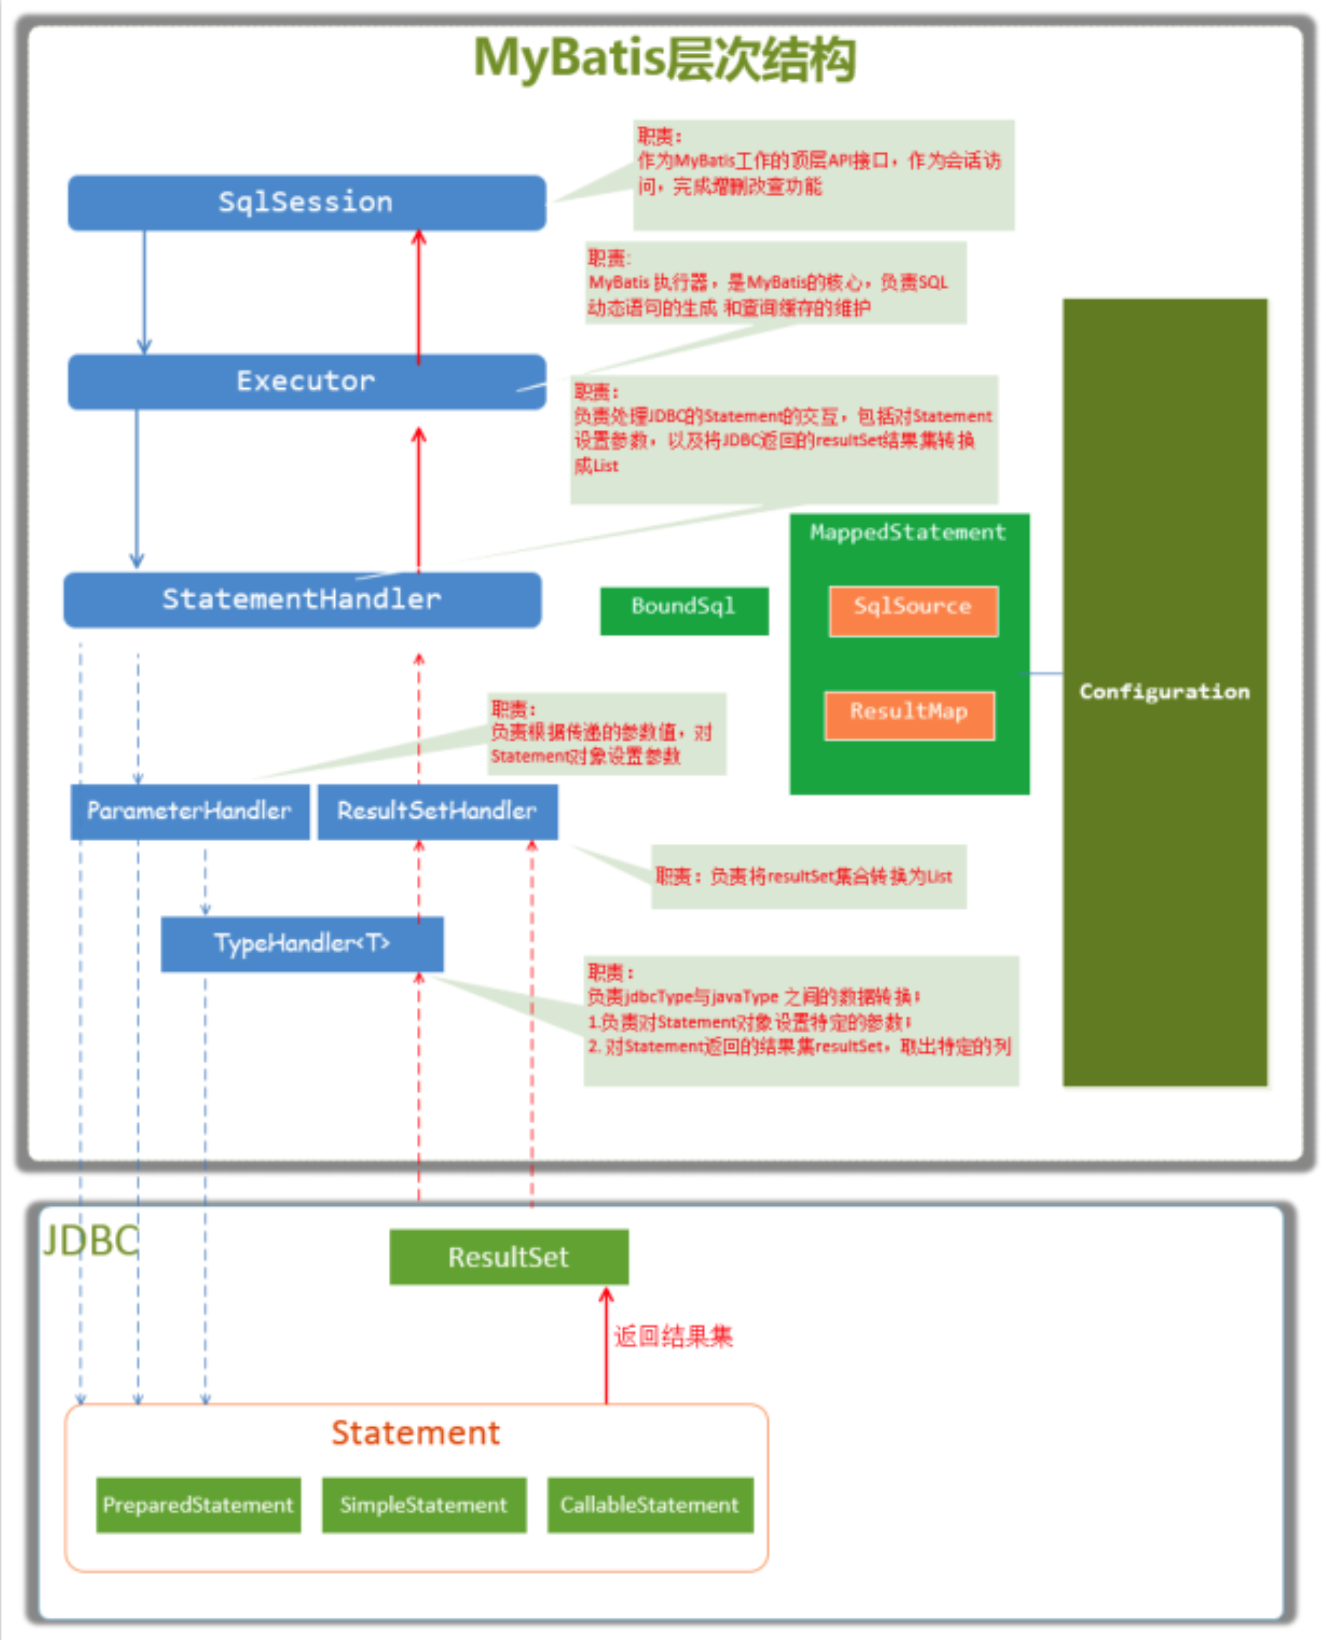 MyBatis层次结构
职责：
作为MyBatis工作的顶层API接口，作为会话访
问，完成增删改查功能
SqlSession
职责：
MyBatis 执行器，是MyBatis的核心，负责SQL
动态语句的生成 和查询缓存的维护
Executor
职责：
负责处理JDBC的Statement的交互，包括对Statement
设置参数，以及将JDBC返回的resultSet结果集转换
成List
StatementHandler
BoundSql
MappedStatement
SqlSource
ResultMap
Configuration
职责：
负责根据传递的参数值，对
Statement对象设置参数
ParameterHandler
ResultSetHandler
职责：负责将resultSet集合转换为List
TypeHandler<T>
职责：
负责jdbcType与javaType 之间的数据转换；
1.负责对Statement对象设置特定的参数；
2. 对Statement返回的结果集resultSet，取出特定的列
JDBC
ResultSet
返回结果集
Statement
PreparedStatement
SimpleStatement
CallableStatement